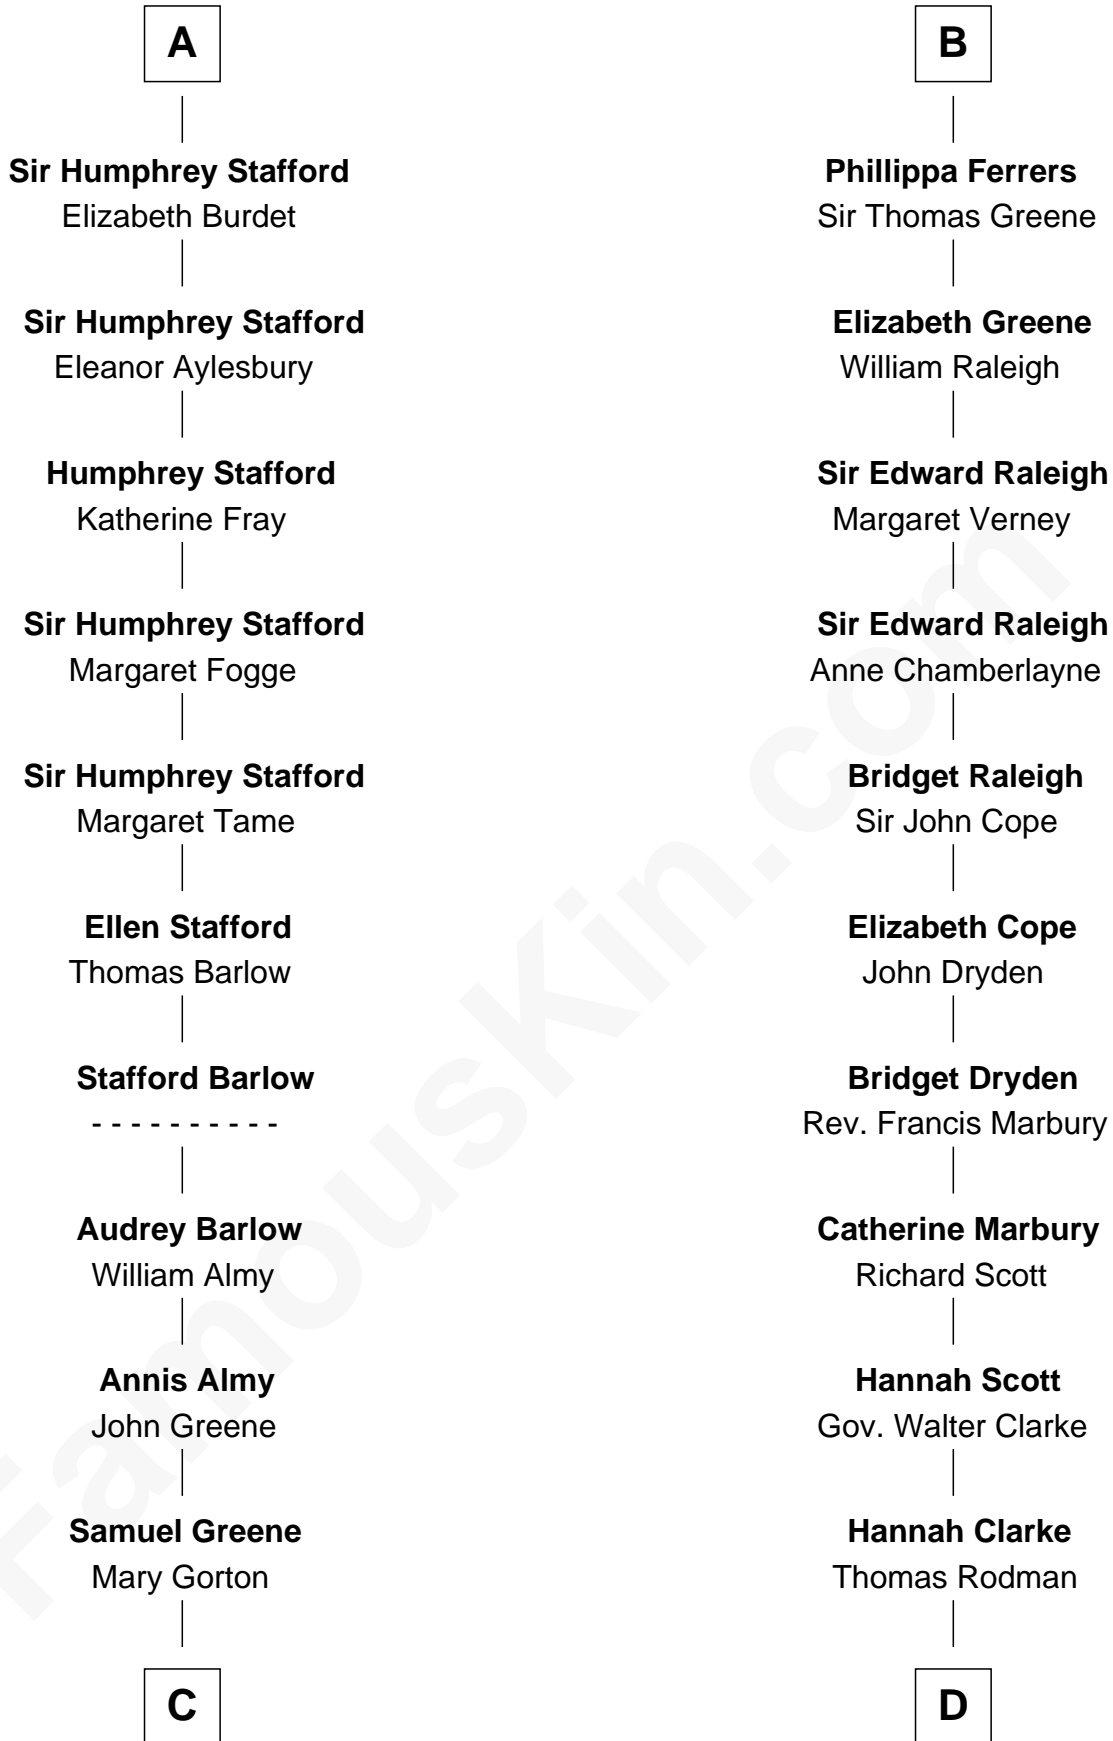 A
Sir Humphrey Stafford
Elizabeth Burdet
Sir Humphrey Stafford
Eleanor Aylesbury
Humphrey Stafford
Katherine Fray
Sir Humphrey Stafford
Margaret Fogge
Sir Humphrey Stafford
Margaret Tame
Ellen Stafford
Thomas Barlow
Stafford Barlow
- - - - - - - - - -
Audrey Barlow
William Almy
Annis Almy
John Greene
Samuel Greene
Mary Gorton
C
B
Phillippa Ferrers
Sir Thomas Greene
Elizabeth Greene
William Raleigh
Sir Edward Raleigh
Margaret Verney
Sir Edward Raleigh
Anne Chamberlayne
Bridget Raleigh
Sir John Cope
Elizabeth Cope
John Dryden
Bridget Dryden
Rev. Francis Marbury
Catherine Marbury
Richard Scott
Hannah Scott
Gov. Walter Clarke
Hannah Clarke
Thomas Rodman
D
FamousKin.com